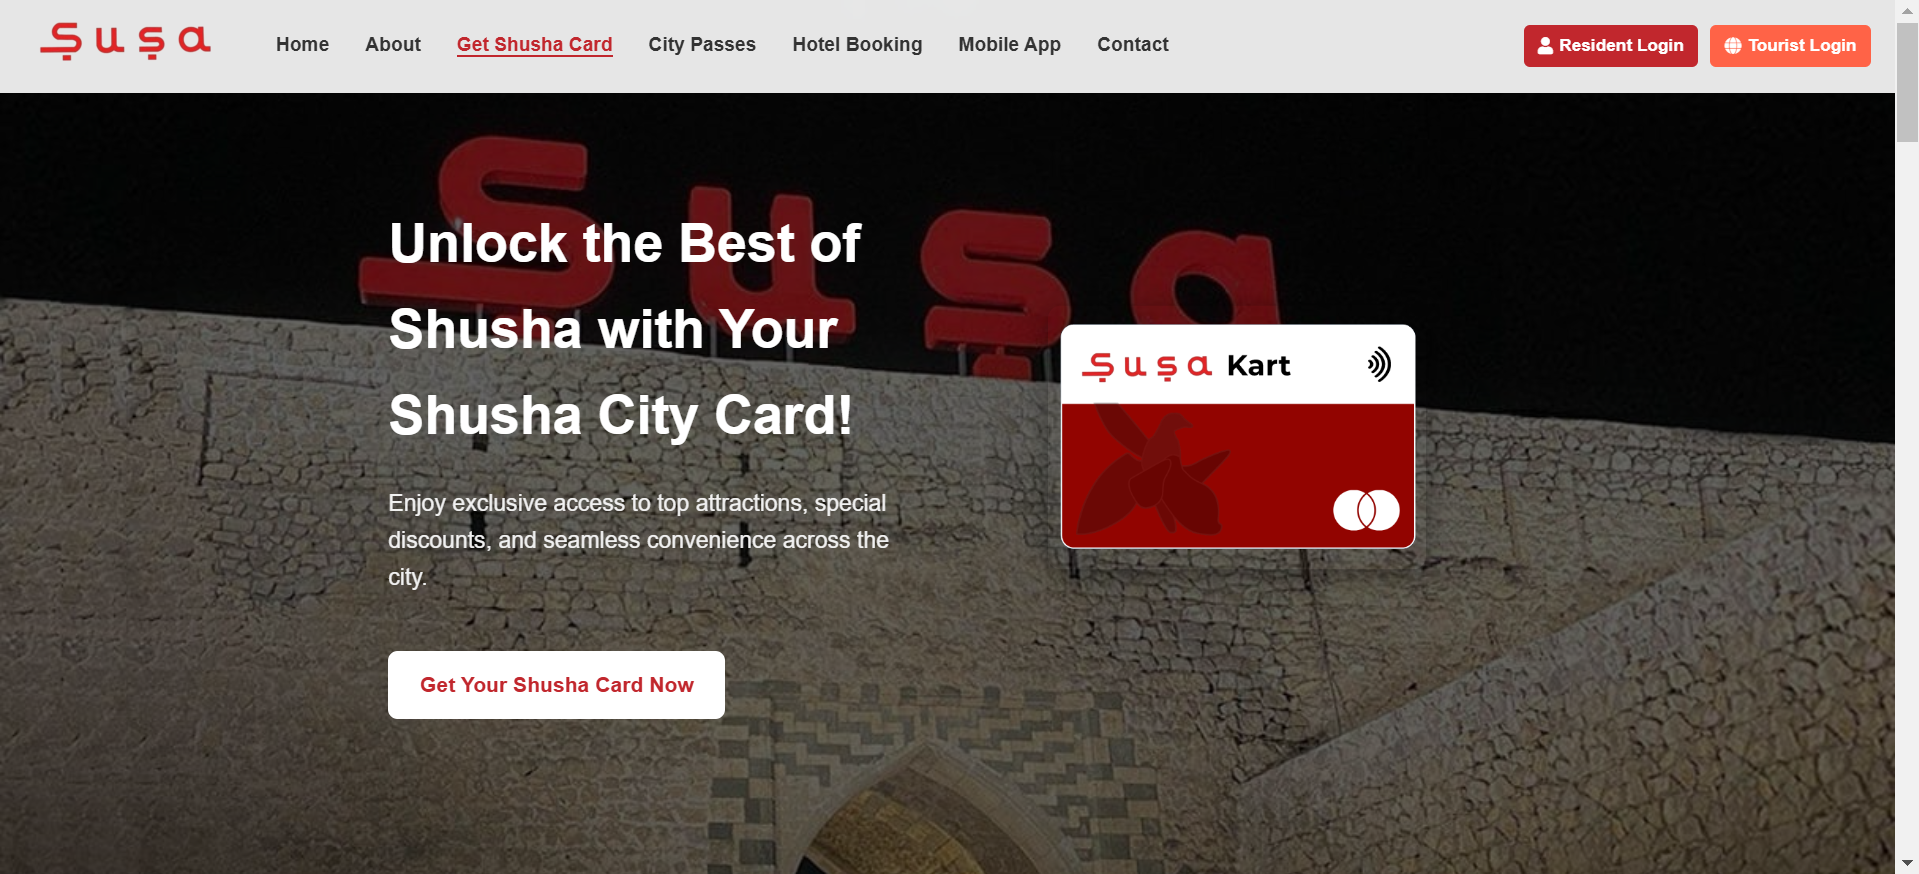 Şuşa
Home
About
Get Shusha Card
City Passes
Hotel Booking
Mobile App
Contact
Resident Login
Tourist Login
Şuşa
Unlock the Best of
Shusha with Your
Shusha City Card!
Enjoy exclusive access to top attractions, special
discounts, and seamless convenience across the
city.
Get Your Shusha Card Now
Şuşa Kart